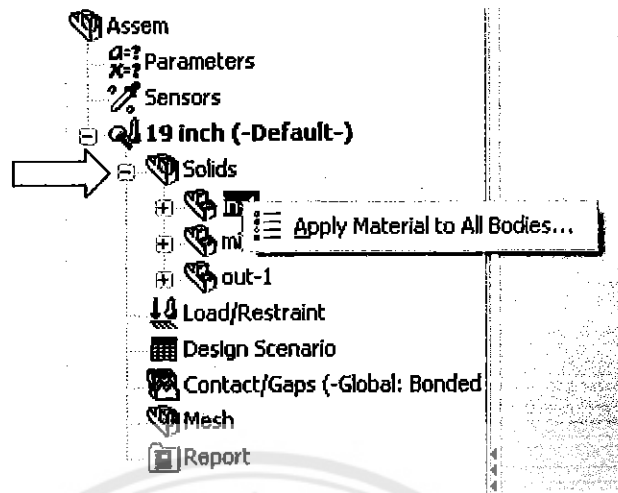 Assem
a=?
x=? Parameters
Sensors
19 inch (-Default-)
Solids
Apply Material to All Bodies...
out-1
Load/Restraint
Design Scenario
Contact/Gaps (-Global: Bonded
Mesh
Report